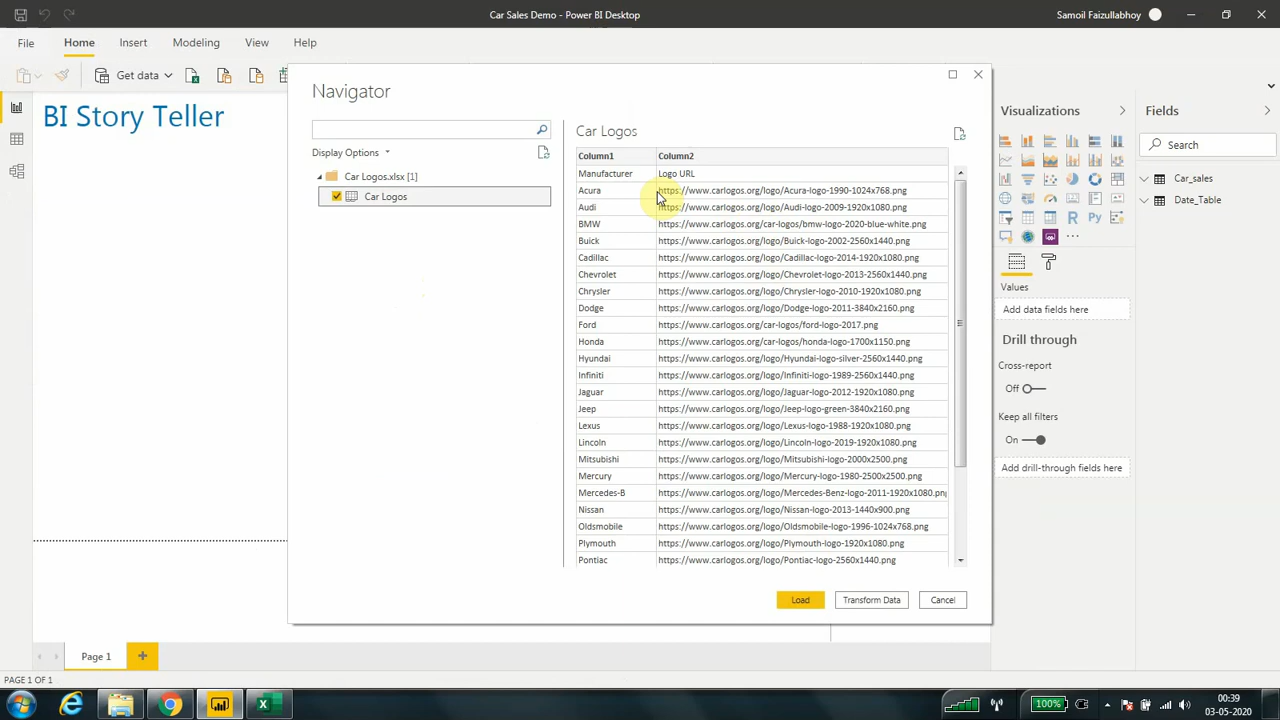 Car Sales Demo - Power BI Desktop
Samoil Faizullabhoy
File
Home
Insert
Modeling
View
Help
Get data
BI Story Teller
Navigator
Display Options
Car Logos.xlsx [1]
Car Logos
Car Logos
Column1 Column2
Manufacturer Logo URL
Acura https://www.carlogos.org/logo/Acura-logo-1990-1024x768.png
Audi https://www.carlogos.org/logo/Audi-logo-2009-1920x1080.png
BMW https://www.carlogos.org/car-logos/bmw-logo-2020-blue-white.png
Buick https://www.carlogos.org/logo/Buick-logo-2002-2560x1440.png
Cadillac https://www.carlogos.org/logo/Cadillac-logo-2014-1920x1080.png
Chevrolet https://www.carlogos.org/logo/Chevrolet-logo-2013-2560x1440.png
Chrysler https://www.carlogos.org/logo/Chrysler-logo-2010-1920x1080.png
Dodge https://www.carlogos.org/logo/Dodge-logo-2011-3840x2160.png
Ford https://www.carlogos.org/car-logos/ford-logo-2017.png
Honda https://www.carlogos.org/car-logos/honda-logo-1700x1150.png
Hyundai https://www.carlogos.org/logo/Hyundai-logo-silver-2560x1440.png
Infiniti https://www.carlogos.org/logo/Infiniti-logo-1989-2560x1440.png
Jaguar https://www.carlogos.org/logo/Jaguar-logo-2012-1920x1080.png
Jeep https://www.carlogos.org/logo/Jeep-logo-green-3840x2160.png
Lexus https://www.carlogos.org/logo/Lexus-logo-1988-1920x1080.png
Lincoln https://www.carlogos.org/logo/Lincoln-logo-2019-1920x1080.png
Mitsubishi https://www.carlogos.org/logo/Mitsubishi-logo-2000x2500.png
Mercury https://www.carlogos.org/logo/Mercury-logo-1980-2500x2500.png
Mercedes-B https://www.carlogos.org/logo/Mercedes-Benz-logo-2011-1920x1080.png
Nissan https://www.carlogos.org/logo/Nissan-logo-2013-1440x900.png
Oldsmobile https://www.carlogos.org/logo/Oldsmobile-logo-1996-1024x768.png
Plymouth https://www.carlogos.org/logo/Plymouth-logo-1920x1080.png
Pontiac https://www.carlogos.org/logo/Pontiac-logo-2560x1440.png
Load
Transform Data
Cancel
Visualizations
R
Py
Values
Add data fields here
Drill through
Cross-report
Off
Keep all filters
On
Add drill-through fields here
Fields
Search
Car_sales
Date_Table
Page 1
PAGE 1 OF 1
100%
00:39
03-05-2020